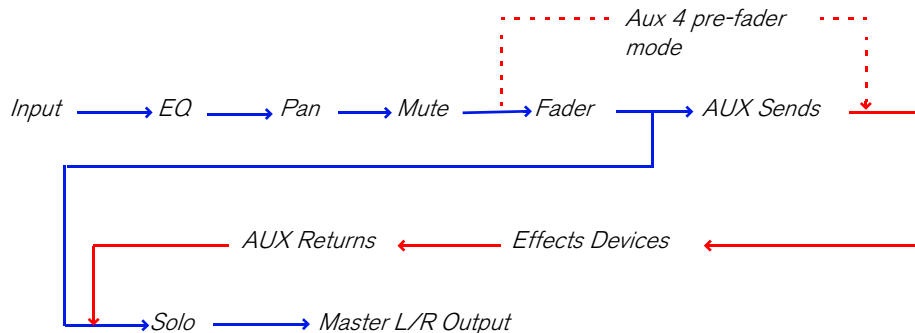 Aux 4 pre-fader
mode
Input EQ Pan Mute Fader AUX Sends
AUX Returns Effects Devices
Solo Master L/R Output